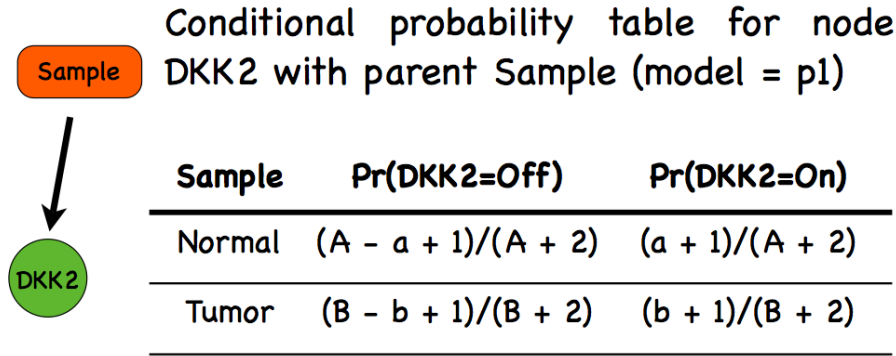 Conditional probability table for node
DKK2 with parent Sample (model = p1)
Sample
DKK2
Sample Pr(DKK2=Off) Pr(DKK2=On)
Normal (A - a + 1)/(A + 2) (a + 1)/(A + 2)
Tumor (B - b + 1)/(B + 2) (b + 1)/(B + 2)